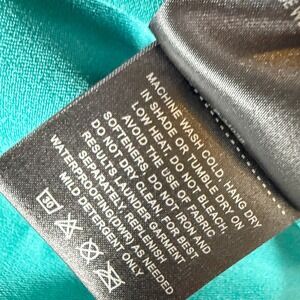 MACHINE WASH COLD, HANG DRY
IN SHADE OR TUMBLE DRY ON
LOW HEAT DO NOT BLEACH.
AVOID THE USE OF FABRIC
SOFTENERS. DO NOT IRON AND
DO NOT DRY CLEAN. FOR BEST
RESULTS LAUNDER GARMENT
SEPARATELY. REPLENISH
WATERPROOFING(DWR) AS NEEDED
MILD DETERGENT ONLY
30